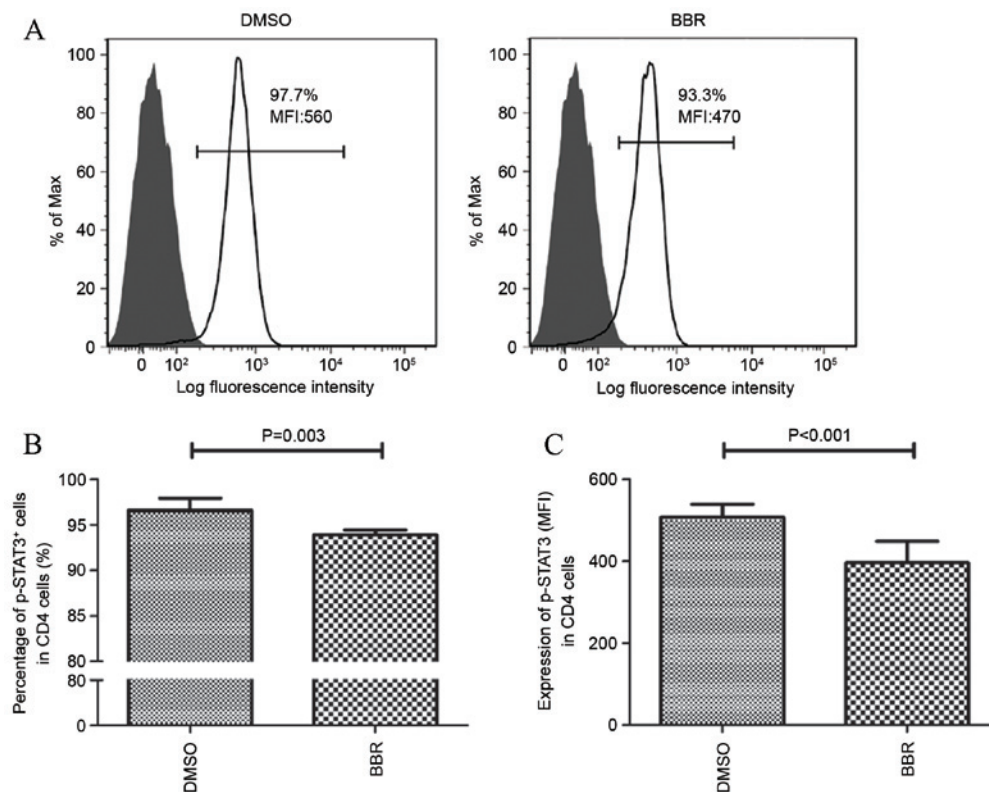 A
DMSO
100
80
60
40
20
0
% of Max
97.7%
MFI:560
0 10² 10³ 10⁴ 10⁵
Log fluorescence intensity
BBR
100
80
60
40
20
0
% of Max
93.3%
MFI:470
0 10² 10³ 10⁴ 10⁵
Log fluorescence intensity
B
P=0.003
Percentage of p-STAT3⁺ cells
in CD4 cells (%)
100
95
90
85
80
80
0
DMSO
BBR
C
P<0.001
Expression of p-STAT3 (MFI)
in CD4 cells
600
400
200
0
DMSO
BBR